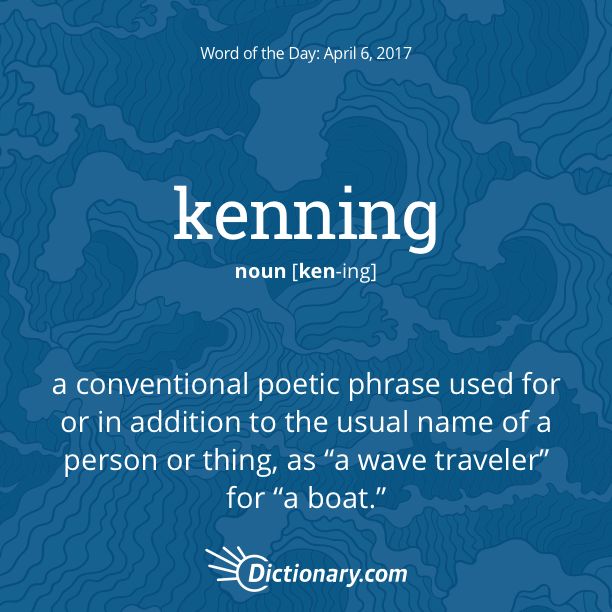 Word of the Day: April 6, 2017
kenning
noun [ken-ing]
a conventional poetic phrase used for
or in addition to the usual name of a
person or thing, as “a wave traveler”
for “a boat.”
Dictionary.com